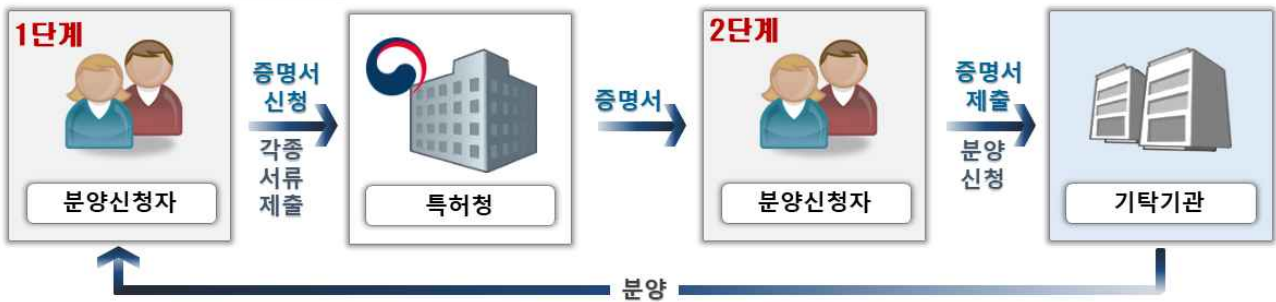 1단계
분양신청자
증명서
신청
각종
서류
제출
특허청
증명서
2단계
분양신청자
증명서
제출
분양
신청
기탁기관
분양